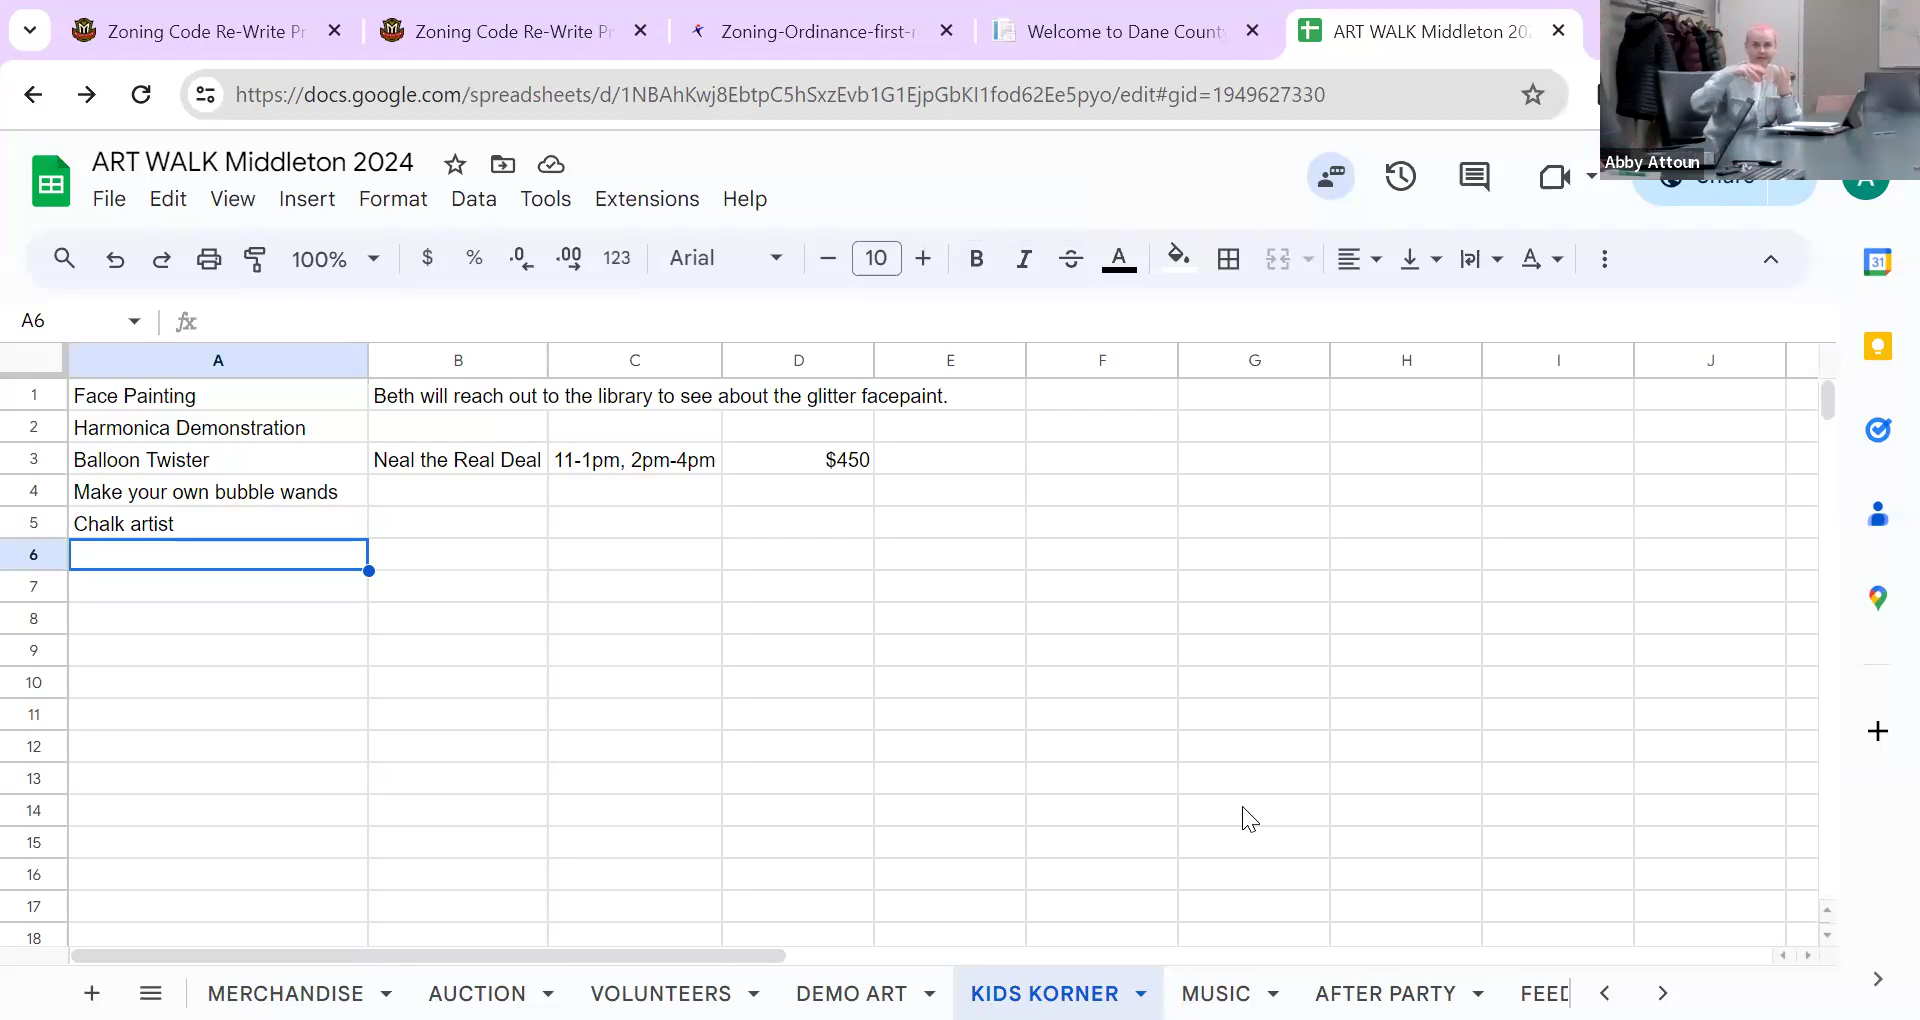 Zoning Code Re-Write Pr
Zoning Code Re-Write Pr
Zoning-Ordinance-first-r
Welcome to Dane County
ART WALK Middleton 202
https://docs.google.com/spreadsheets/d/1NBAhKwj8EbtpC5hSxzEvb1G1EjpGbKI1fod62Ee5pyo/edit#gid=1949627330
Abby Attoun
ART WALK Middleton 2024
File Edit View Insert Format Data Tools Extensions Help
Share
A
100% $ % .0 .00 123 Arial 10 B I S A A
31
A6 fx
A B C D E F G H I J
1 Face Painting Beth will reach out to the library to see about the glitter facepaint.
2 Harmonica Demonstration
3 Balloon Twister Neal the Real Deal 11-1pm, 2pm-4pm $450
4 Make your own bubble wands
5 Chalk artist
6
7
8
9
10
11
12
13
14
15
16
17
18
MERCHANDISE AUCTION VOLUNTEERS DEMO ART KIDS KORNER MUSIC AFTER PARTY FEED